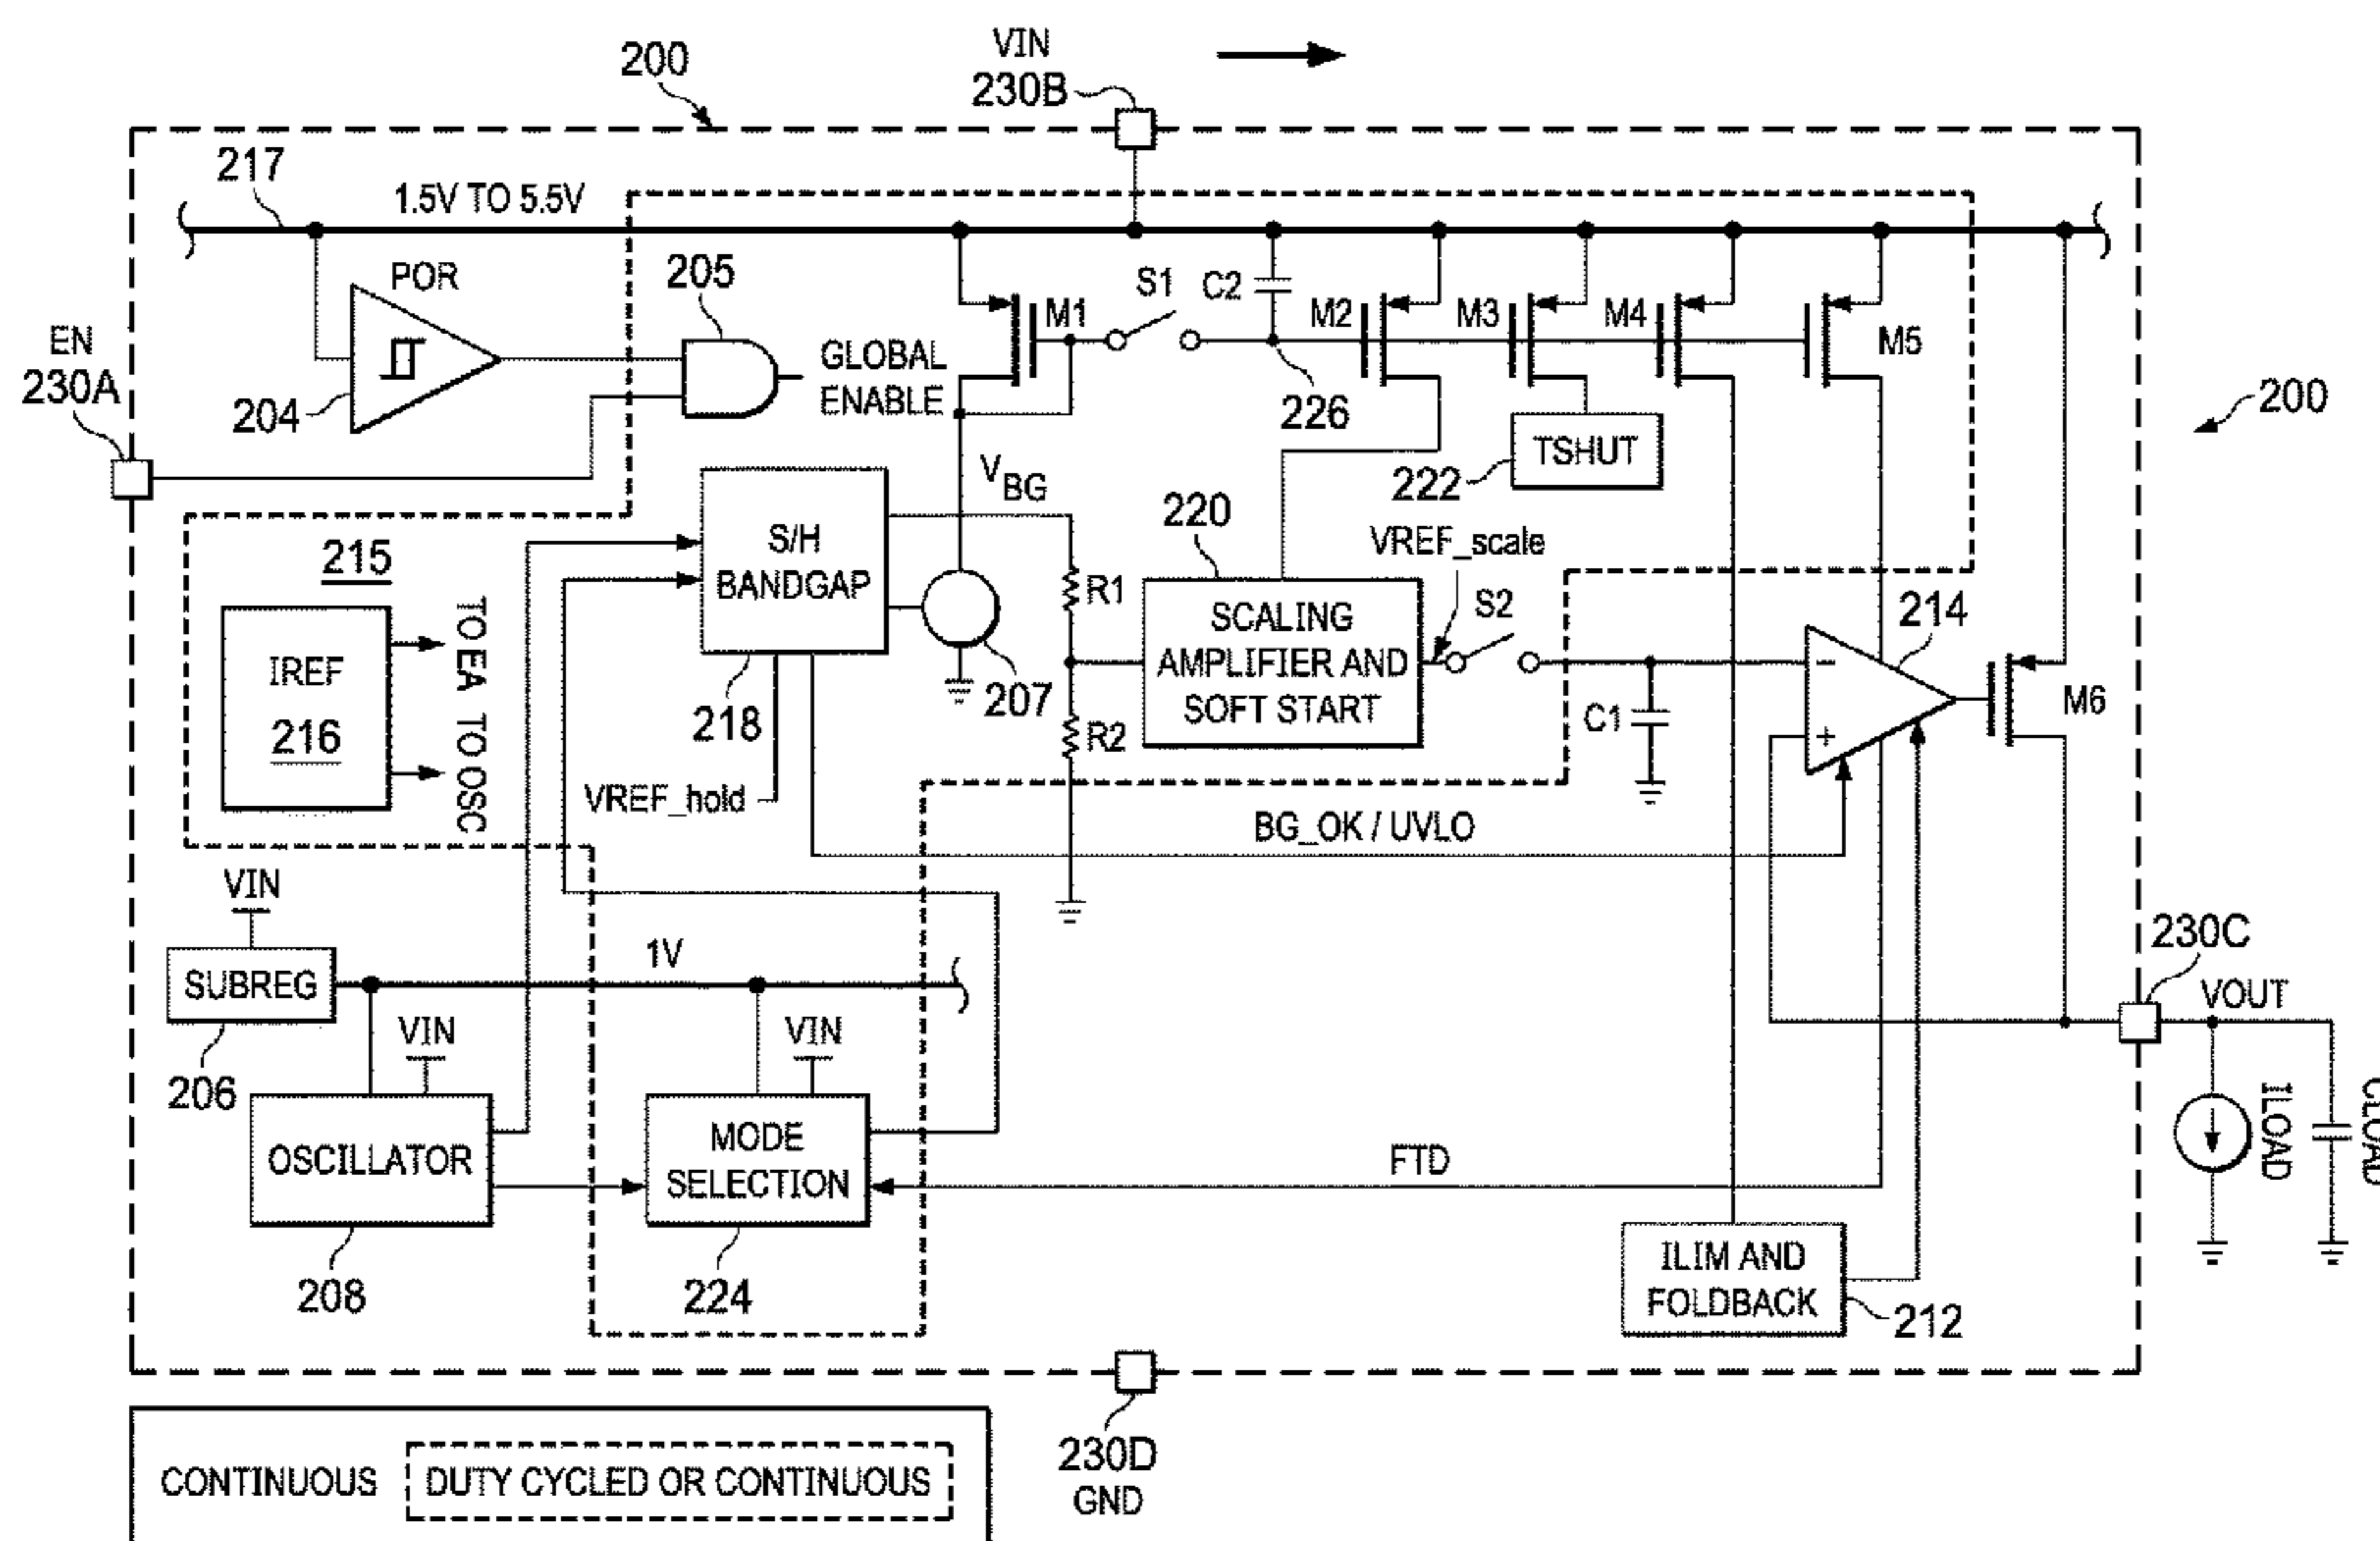 200
VIN
230B
217
1.5V TO 5.5V
POR
205
204
EN
230A
GLOBAL
ENABLE
M1
S1
C2
226
M2
M3
M4
M5
200
TSHUT
222
VBG
S/H
BANDGAP
218
207
R1
R2
220
VREF_scale
SCALING
AMPLIFIER AND
SOFT START
S2
C1
214
M6
215
IREF
216
TO EA
TO OSC
VREF_hold
BG_OK / UVLO
VIN
SUBREG
206
1V
VIN
OSCILLATOR
208
VIN
MODE
SELECTION
224
FTD
ILIM AND
FOLDBACK
212
230C
VOUT
ILOAD
CLOAD
230D
GND
CONTINUOUS
DUTY CYCLED OR CONTINUOUS